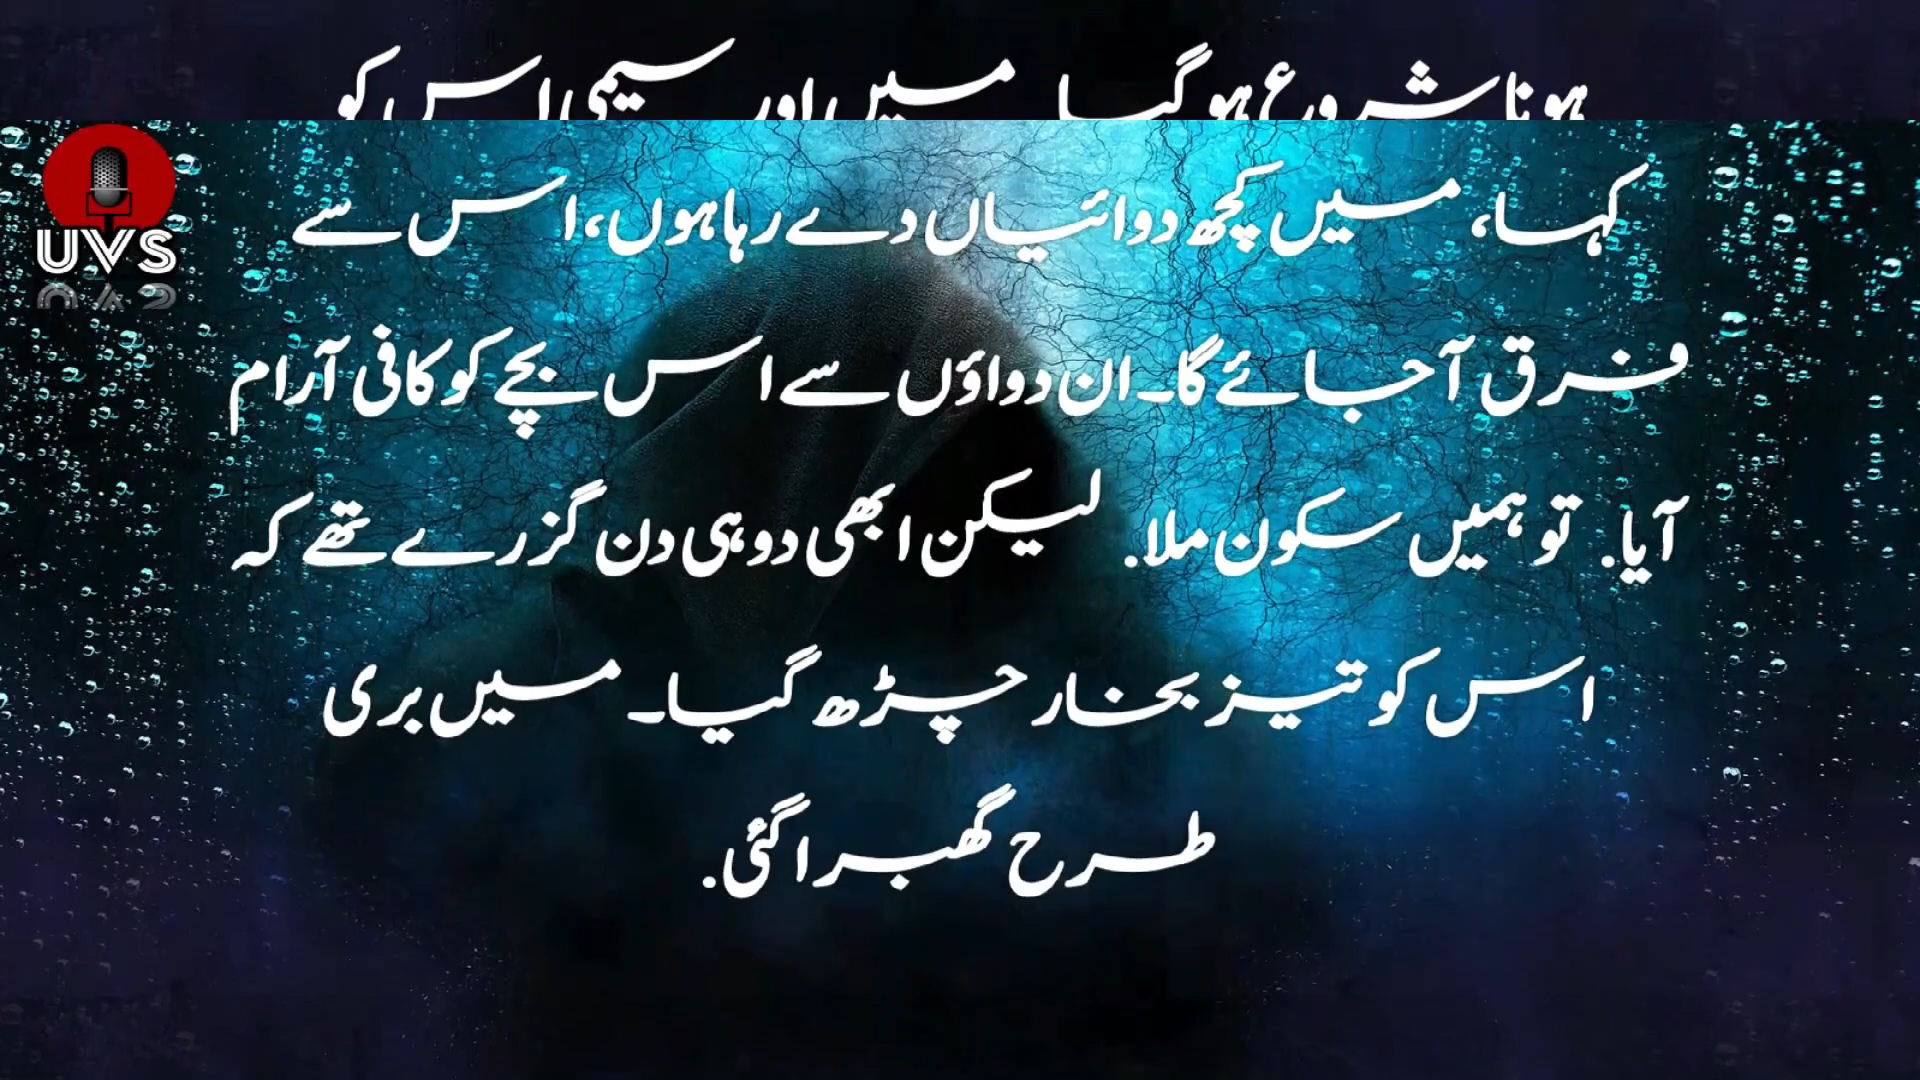 ہونا شروع ہو گیا میں اور سیمی اس کو
UVS
کہا، میں کچھ دوائیاں دے رہا ہوں، اس سے
فرق آجائے گا۔ ان دواؤں سے اس بچے کو کافی آرام
آیا. تو ہمیں سکون ملا. لیکن ابھی دو ہی دن گزرے تھے کہ
اس کو تیز بخار چڑھ گیا۔ میں بری
طرح گھبرا گئی.